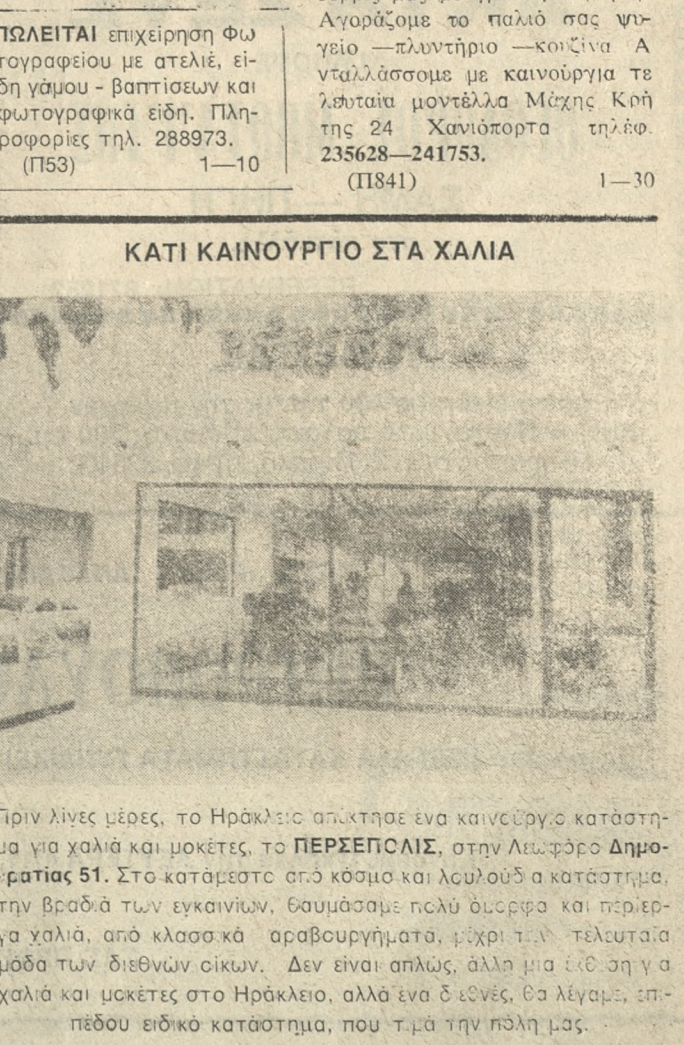 ΠΩΛΕΙΤΑΙ επιχείρηση Φω
τογραφείου με ατελιέ, εί-
δη γάμου - βαπτίσεων και
φωτογραφικά είδη. Πλη-
ροφορίες τηλ. 288973.
(Π53) 1—10
Αγοράζομε το παλιό σας ψυ-
γείο —πλυντήριο —κουζίνα Α
νταλλάσσομε με καινούργια τε
λευταία μοντέλλα Μάχης Κρή
της 24 Χανιόπορτα τηλέφ.
235628—241753.
(Π841) 1—30
ΚΑΤΙ ΚΑΙΝΟΥΡΓΙΟ ΣΤΑ ΧΑΛΙΑ
Πριν λίγες μέρες, το Ηράκλειο απέκτησε ένα καινούργιο κατάστη-
μα για χαλιά και μοκέτες, το ΠΕΡΣΕΠΟΛΙΣ, στην Λεωφόρο Δημο-
κρατίας 51. Στο κατάμεστο από κόσμο και λουλούδια κατάστημα,
την βραδιά των εγκαινίων, θαυμάσαμε πολύ όμορφα και περίερ-
γα χαλιά, από κλασσικά αραβουργήματα, μέχρι την τελευταία
μόδα των διεθνών οίκων. Δεν είναι απλώς, άλλη μια έκθεση για
χαλιά και μοκέτες στο Ηράκλειο, αλλά ένα διεθνές, θα λέγαμε, επι-
πέδου ειδικό κατάστημα, που τιμά την πόλη μας.